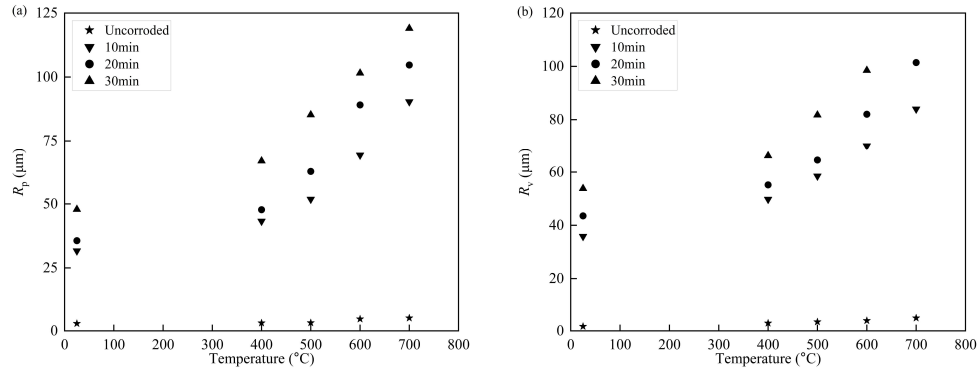 (a)
125
100
75
50
25
0
Rp (μm)
Uncorroded
10min
20min
30min
0 100 200 300 400 500 600 700 800
Temperature (°C)
(b)
120
100
80
60
40
20
0
Rv (μm)
Uncorroded
10min
20min
30min
0 100 200 300 400 500 600 700 800
Temperature (°C)